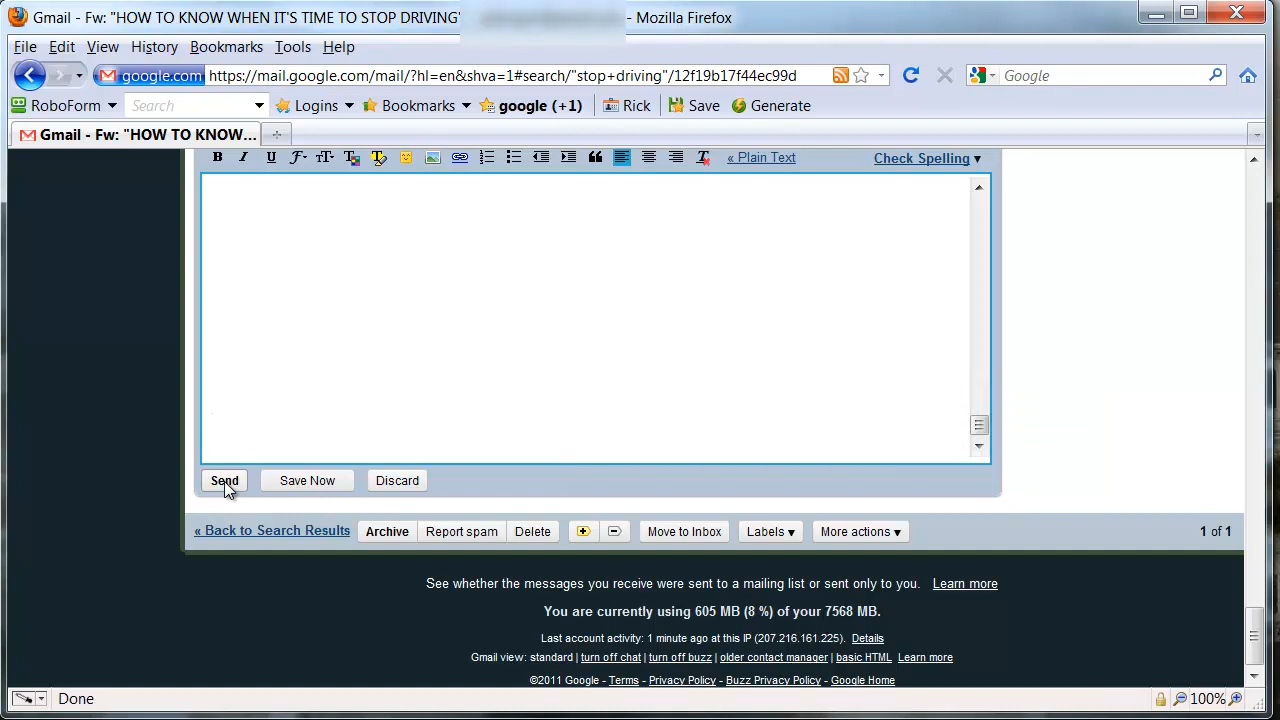 Gmail - Fw: "HOW TO KNOW WHEN IT'S TIME TO STOP DRIVING" - Mozilla Firefox
File Edit View History Bookmarks Tools Help
google.com https://mail.google.com/mail/?hl=en&shva=1#search/"stop+driving"/12f19b17f44ec99d Google
RoboForm Search Logins Bookmarks google (+1) Rick Save Generate
Gmail - Fw: "HOW TO KNOW...
B I U « Plain Text Check Spelling
Send Save Now Discard
« Back to Search Results Archive Report spam Delete Move to Inbox Labels More actions 1 of 1
See whether the messages you receive were sent to a mailing list or sent only to you. Learn more
You are currently using 605 MB (8 %) of your 7568 MB.
Last account activity: 1 minute ago at this IP (207.216.161.225). Details
Gmail view: standard | turn off chat | turn off buzz | older contact manager | basic HTML Learn more
©2011 Google - Terms - Privacy Policy - Buzz Privacy Policy - Google Home
Done 100%